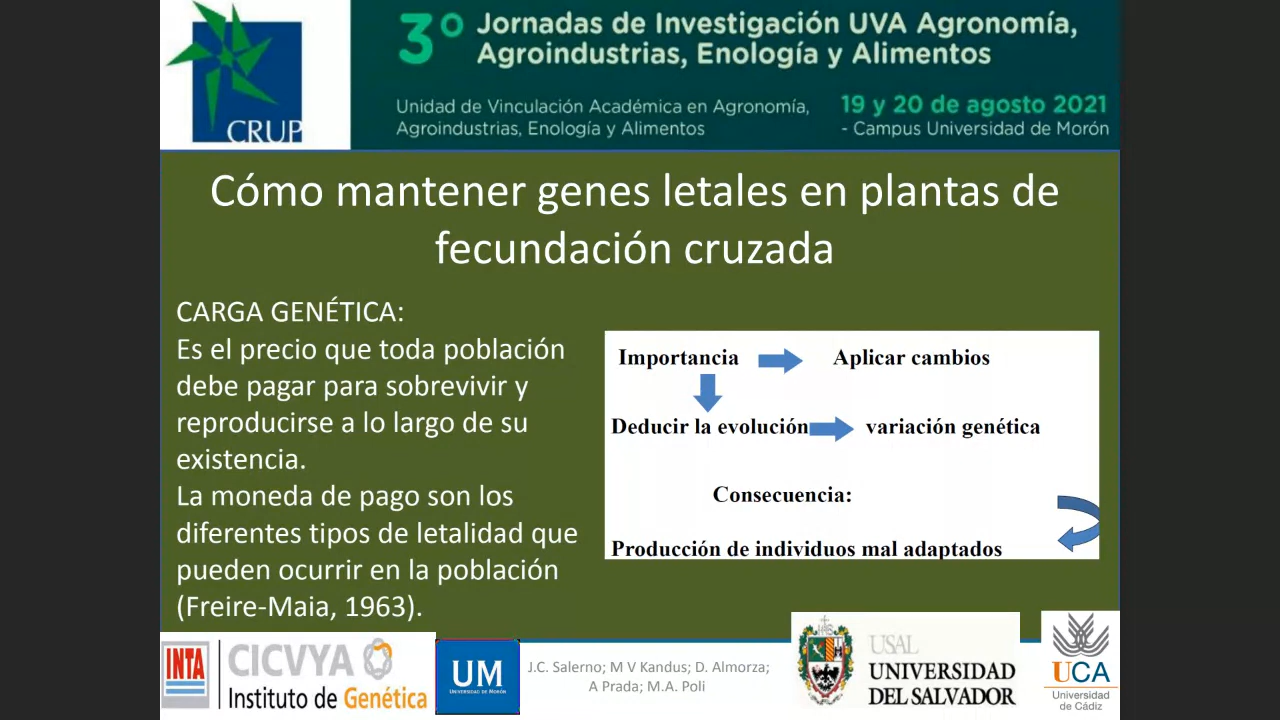 3º Jornadas de Investigación UVA Agronomía,
Agroindustrias, Enología y Alimentos
Unidad de Vinculación Académica en Agronomía,
Agroindustrias, Enología y Alimentos
19 y 20 de agosto 2021
- Campus Universidad de Morón
CRUP
Cómo mantener genes letales en plantas de
fecundación cruzada
CARGA GENÉTICA:
Es el precio que toda población
debe pagar para sobrevivir y
reproducirse a lo largo de su
existencia.
La moneda de pago son los
diferentes tipos de letalidad que
pueden ocurrir en la población
(Freire-Maia, 1963).
Importancia
Aplicar cambios
Deducir la evolución
variación genética
Consecuencia:
Producción de individuos mal adaptados
INTA
CICVYA
Instituto de Genética
UM
UNIVERSIDAD DE MORÓN
J.C. Salerno; M V Kandus; D. Almorza;
A Prada; M.A. Poli
USAL
UNIVERSIDAD
DEL SALVADOR
UCA
Universidad
de Cádiz